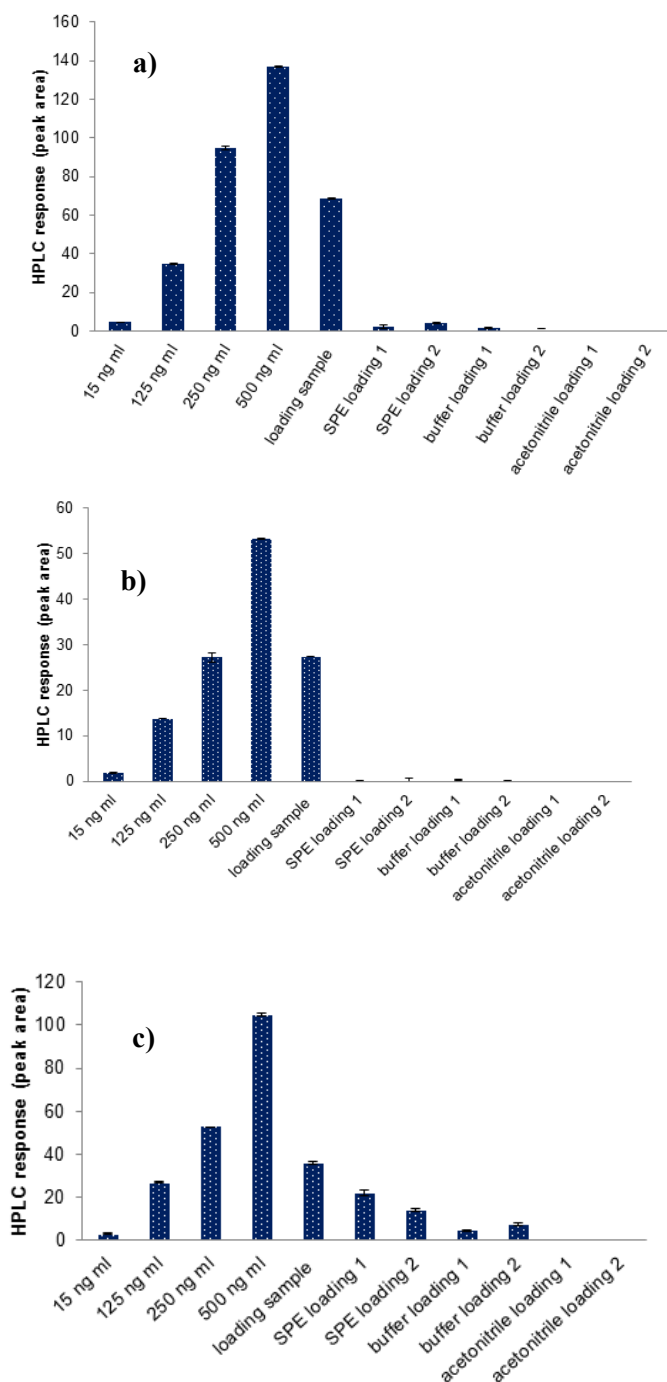 a)
HPLC response (peak area)
160
140
120
100
80
60
40
20
0
15 ng ml
125 ng ml
250 ng ml
500 ng ml
loading sample
SPE loading 1
SPE loading 2
buffer loading 1
buffer loading 2
acetonitrile loading 1
acetonitrile loading 2
b)
HPLC response (peak area)
60
50
40
30
20
10
0
15 ng ml
125 ng ml
250 ng ml
500 ng ml
loading sample
SPE loading 1
SPE loading 2
buffer loading 1
buffer loading 2
acetonitrile loading 1
acetonitrile loading 2
c)
HPLC response (peak area)
120
100
80
60
40
20
0
15 ng ml
125 ng ml
250 ng ml
500 ng ml
loading sample
SPE loading 1
SPE loading 2
buffer loading 1
buffer loading 2
acetonitrile loading 1
acetonitrile loading 2